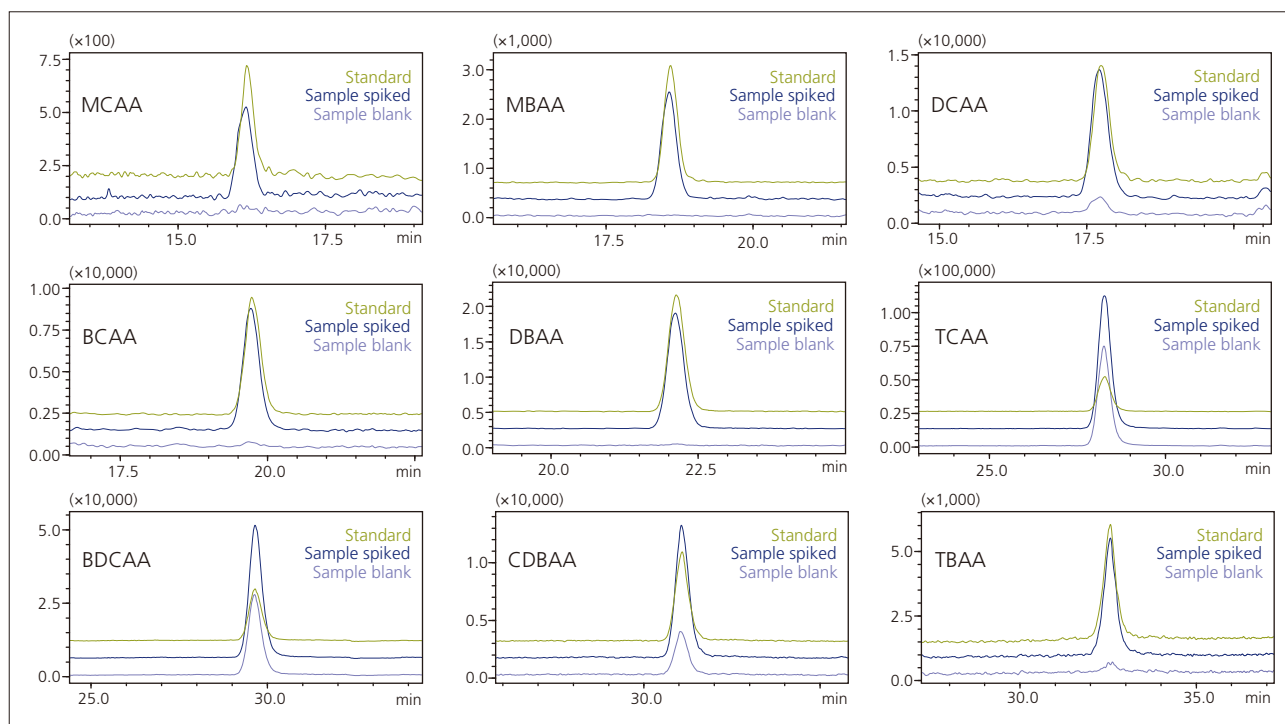 (×100)
7.5
5.0
2.5
0.0
MCAA
Standard
Sample spiked
Sample blank
15.0 17.5 min
(×1,000)
3.0
2.0
1.0
0.0
MBAA
Standard
Sample spiked
Sample blank
17.5 20.0 min
(×10,000)
1.5
1.0
0.5
0.0
DCAA
Standard
Sample spiked
Sample blank
15.0 17.5 min
(×10,000)
1.00
0.75
0.50
0.25
0.00
BCAA
Standard
Sample spiked
Sample blank
17.5 20.0 min
(×10,000)
2.0
1.5
1.0
0.5
0.0
DBAA
Standard
Sample spiked
Sample blank
20.0 22.5 min
(×100,000)
1.00
0.75
0.50
0.25
0.00
TCAA
Standard
Sample spiked
Sample blank
25.0 30.0 min
(×10,000)
5.0
2.5
0.0
BDCAA
Standard
Sample spiked
Sample blank
25.0 30.0 min
(×10,000)
1.0
0.5
0.0
CDBAA
Standard
Sample spiked
Sample blank
30.0 min
(×1,000)
5.0
2.5
0.0
TBAA
Standard
Sample spiked
Sample blank
30.0 35.0 min